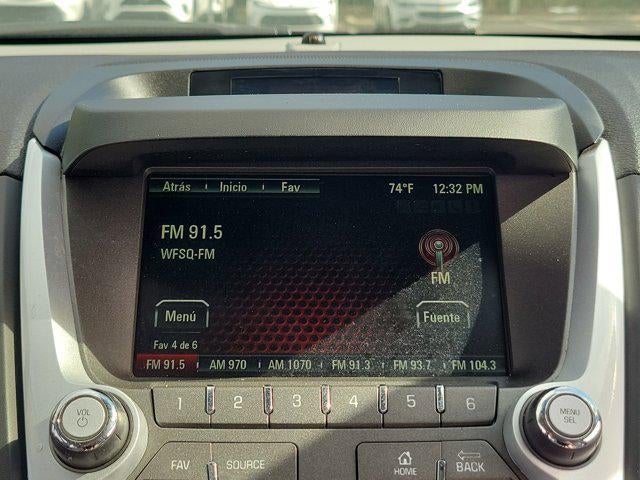 Atrás Inicio Fav 74°F 12:32 PM
FM 91.5
WFSQ-FM
FM
Menú Fuente
Fav 4 de 6
FM 91.5 AM 970 AM 1070 FM 91.3 FM 93.7 FM 104.3
1 2 3 4 5 6
VOL
MENU
SEL
FAV SOURCE
HOME BACK